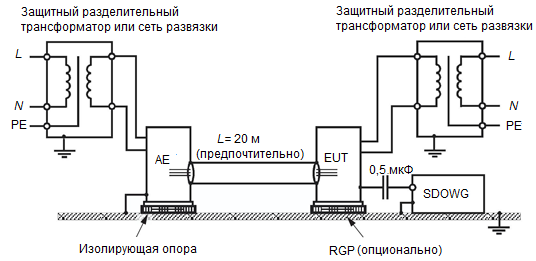 Защитный разделительный
трансформатор или сеть развязки
Защитный разделительный
трансформатор или сеть развязки
L
N
PE
L
N
PE
AE
L= 20 м
(предпочтительно)
EUT
0,5 мкФ
SDOWG
Изолирующая опора
RGP (опционально)